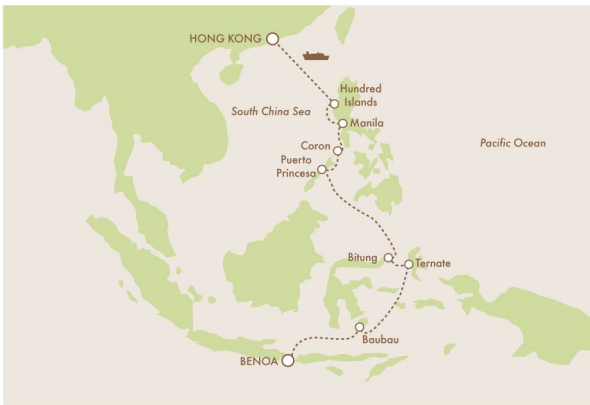 HONG KONG
Hundred
Islands
South China Sea
Manila
Pacific Ocean
Coron
Puerto
Princesa
Bitung
Ternate
Baubau
BENOA